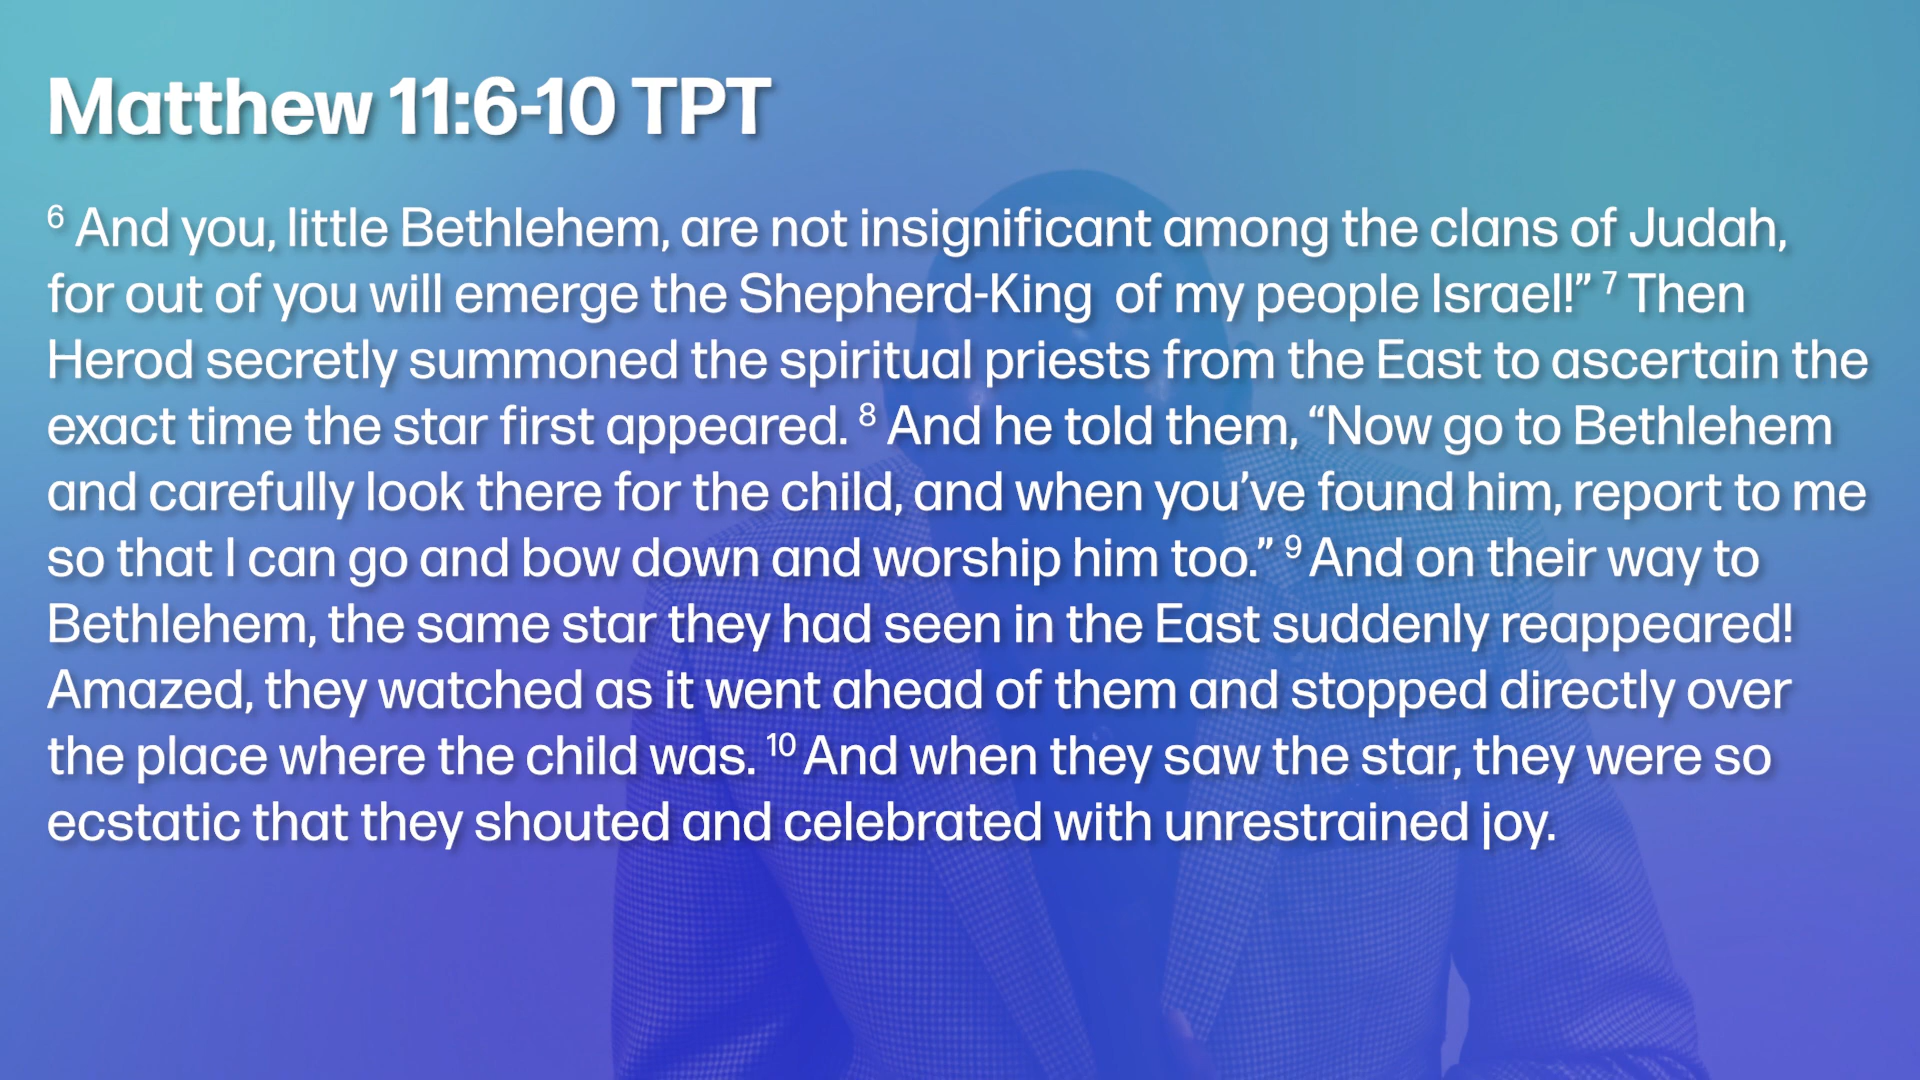 Matthew 11:6-10 TPT
6 And you, little Bethlehem, are not insignificant among the clans of Judah,
for out of you will emerge the Shepherd-King  of my people Israel!” 7 Then
Herod secretly summoned the spiritual priests from the East to ascertain the
exact time the star first appeared. 8 And he told them, “Now go to Bethlehem
and carefully look there for the child, and when you’ve found him, report to me
so that I can go and bow down and worship him too.” 9 And on their way to
Bethlehem, the same star they had seen in the East suddenly reappeared!
Amazed, they watched as it went ahead of them and stopped directly over
the place where the child was. 10 And when they saw the star, they were so
ecstatic that they shouted and celebrated with unrestrained joy.